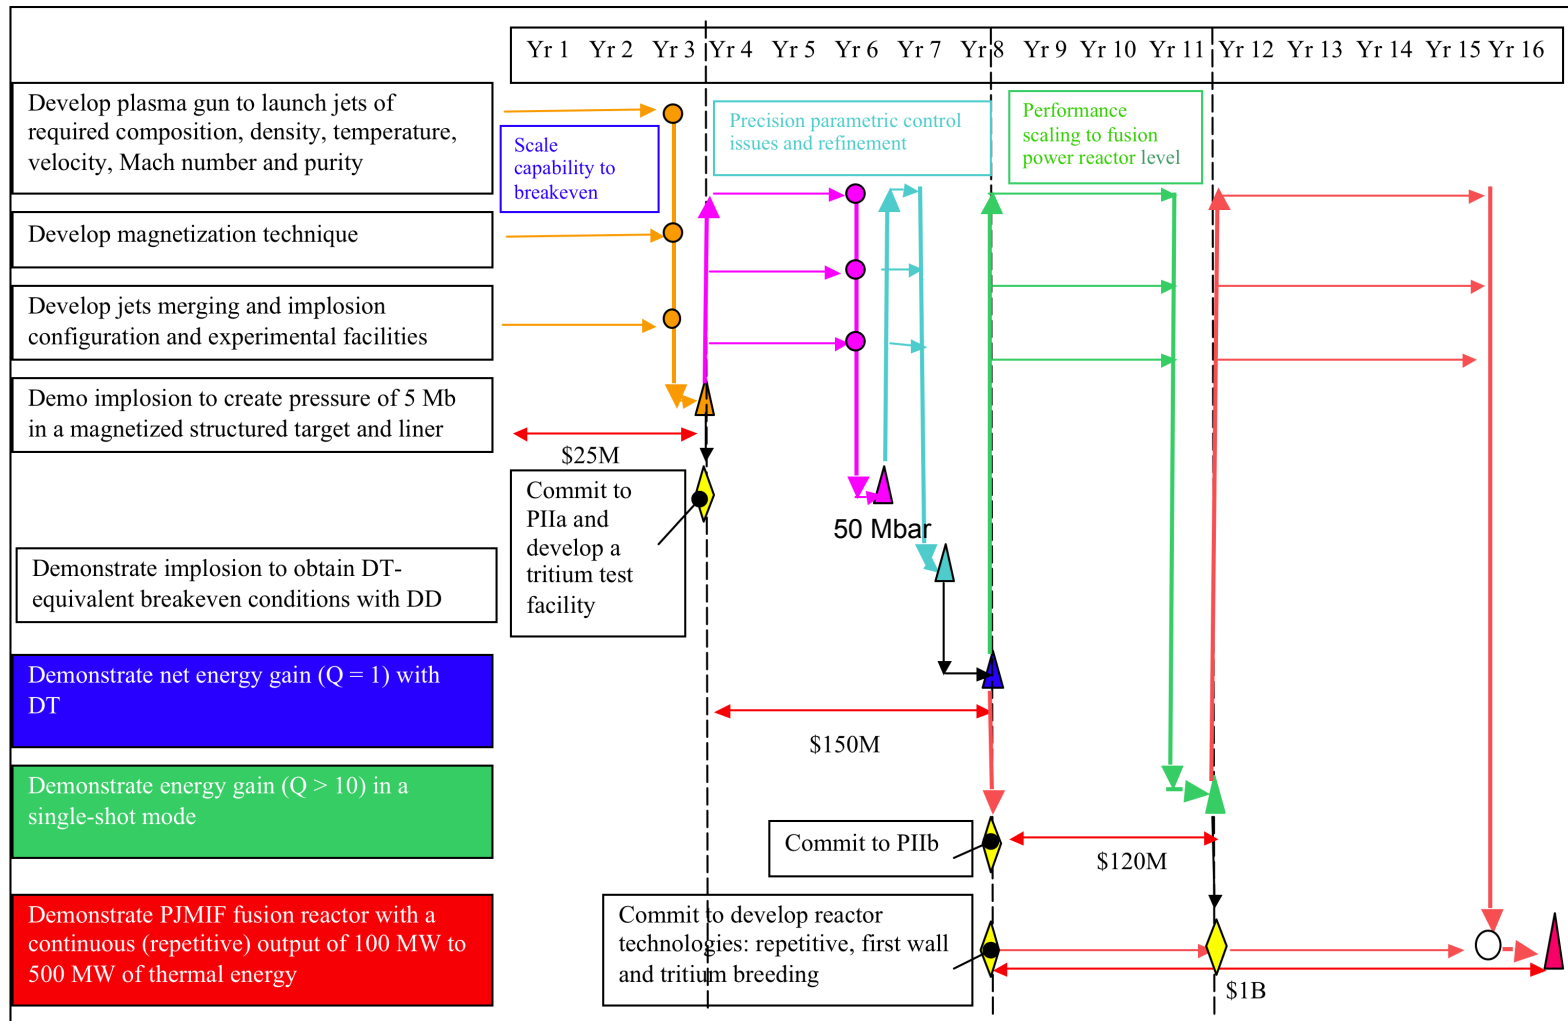 Yr 1 Yr 2 Yr 3 Yr 4 Yr 5 Yr 6 Yr 7 Yr 8 Yr 9 Yr 10 Yr 11 Yr 12 Yr 13 Yr 14 Yr 15 Yr 16
Develop plasma gun to launch jets of
required composition, density, temperature,
velocity, Mach number and purity
Scale
capability to
breakeven
Precision parametric control
issues and refinement
Performance
scaling to fusion
power reactor level
Develop magnetization technique
Develop jets merging and implosion
configuration and experimental facilities
Demo implosion to create pressure of 5 Mb
in a magnetized structured target and liner
$25M
Commit to
PIIa and
develop a
tritium test
facility
50 Mbar
Demonstrate implosion to obtain DT-
equivalent breakeven conditions with DD
Demonstrate net energy gain (Q = 1) with
DT
$150M
Demonstrate energy gain (Q > 10) in a
single-shot mode
Commit to PIIb
$120M
Demonstrate PJMIF fusion reactor with a
continuous (repetitive) output of 100 MW to
500 MW of thermal energy
Commit to develop reactor
technologies: repetitive, first wall
and tritium breeding
$1B